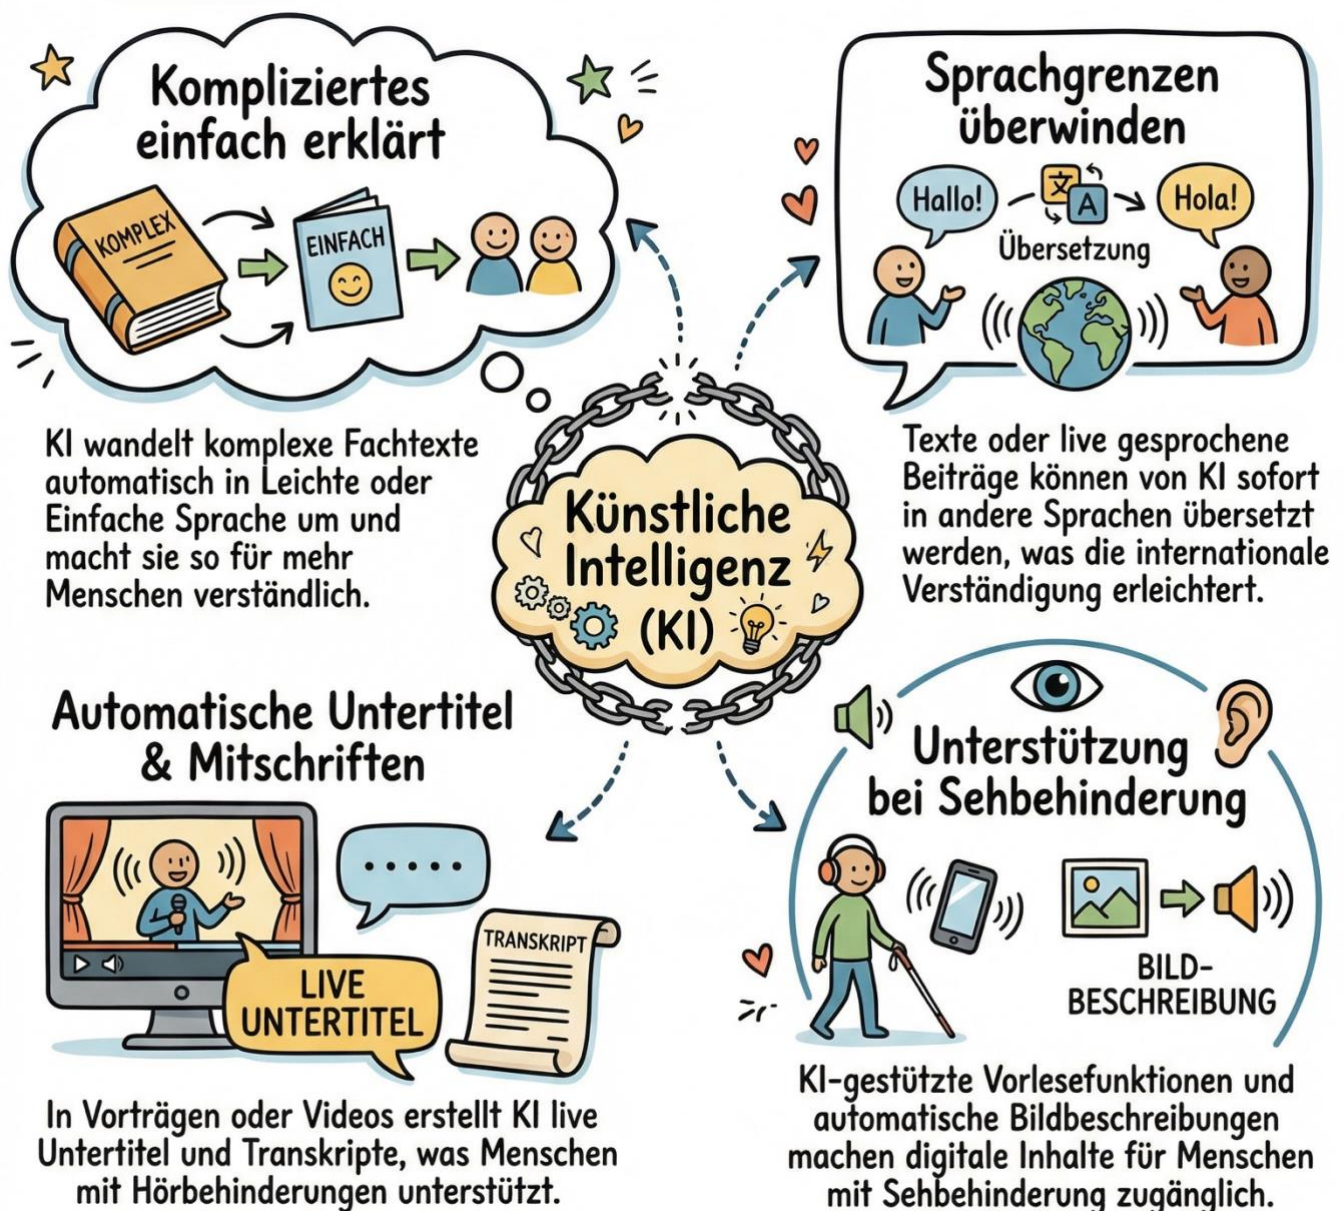 Kompliziertes
einfach erklärt
KOMPLEX
EINFACH
KI wandelt komplexe Fachtexte
automatisch in Leichte oder
Einfache Sprache um und
macht sie so für mehr
Menschen verständlich.
Sprachgrenzen
überwinden
Hallo!
文
A
Hola!
Übersetzung
Texte oder live gesprochene
Beiträge können von KI sofort
in andere Sprachen übersetzt
werden, was die internationale
Verständigung erleichtert.
Künstliche
Intelligenz
(KI)
Automatische Untertitel
& Mitschriften
LIVE
UNTERTITEL
TRANSKRIPT
In Vorträgen oder Videos erstellt KI live
Untertitel und Transkripte, was Menschen
mit Hörbehinderungen unterstützt.
Unterstützung
bei Sehbehinderung
BILD-
BESCHREIBUNG
KI-gestützte Vorlesefunktionen und
automatische Bildbeschreibungen
machen digitale Inhalte für Menschen
mit Sehbehinderung zugänglich.